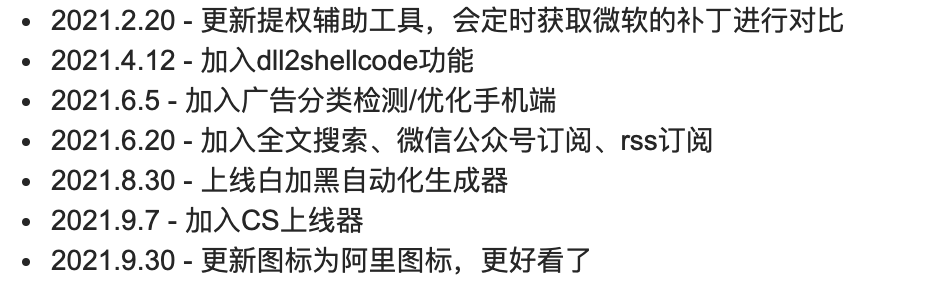 • 2021.2.20 - 更新提权辅助工具，会定时获取微软的补丁进行对比
• 2021.4.12 - 加入dll2shellcode功能
• 2021.6.5 - 加入广告分类检测/优化手机端
• 2021.6.20 - 加入全文搜索、微信公众号订阅、rss订阅
• 2021.8.30 - 上线白加黑自动化生成器
• 2021.9.7 - 加入CS上线器
• 2021.9.30 - 更新图标为阿里图标，更好看了